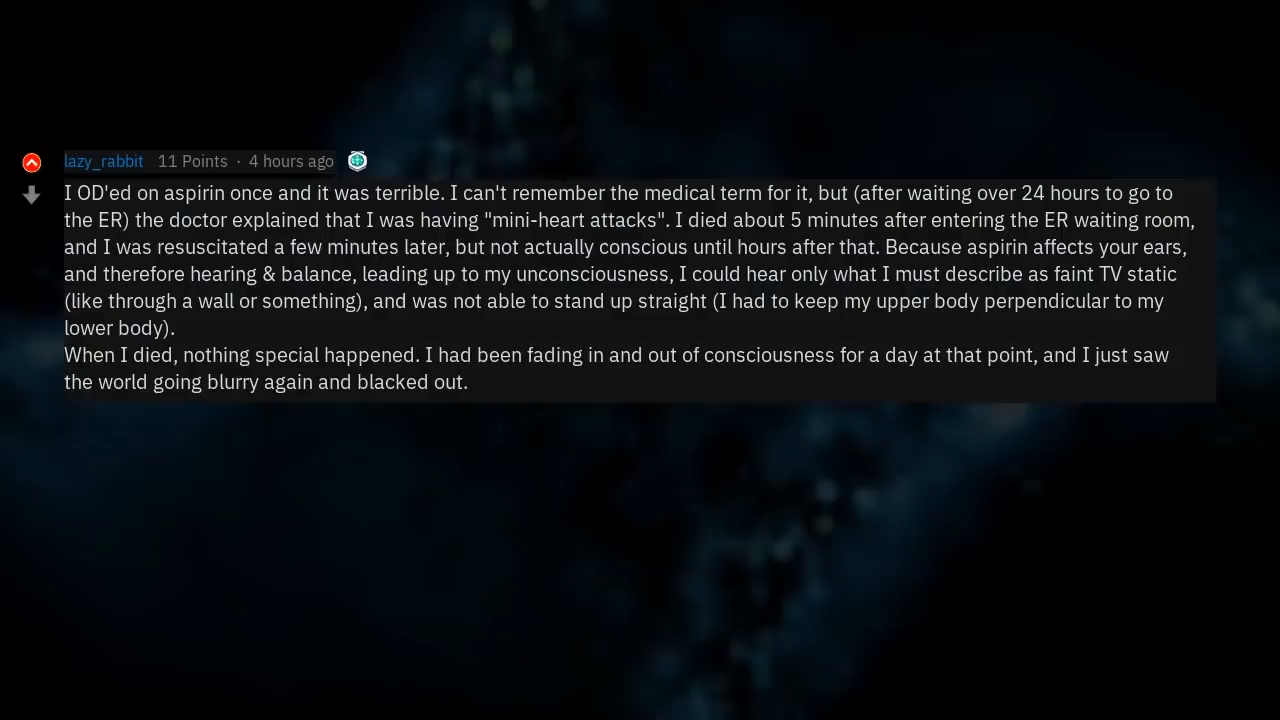 lazy_rabbit 11 Points · 4 hours ago
I OD'ed on aspirin once and it was terrible. I can't remember the medical term for it, but (after waiting over 24 hours to go to
the ER) the doctor explained that I was having "mini-heart attacks". I died about 5 minutes after entering the ER waiting room,
and I was resuscitated a few minutes later, but not actually conscious until hours after that. Because aspirin affects your ears,
and therefore hearing & balance, leading up to my unconsciousness, I could hear only what I must describe as faint TV static
(like through a wall or something), and was not able to stand up straight (I had to keep my upper body perpendicular to my
lower body).
When I died, nothing special happened. I had been fading in and out of consciousness for a day at that point, and I just saw
the world going blurry again and blacked out.